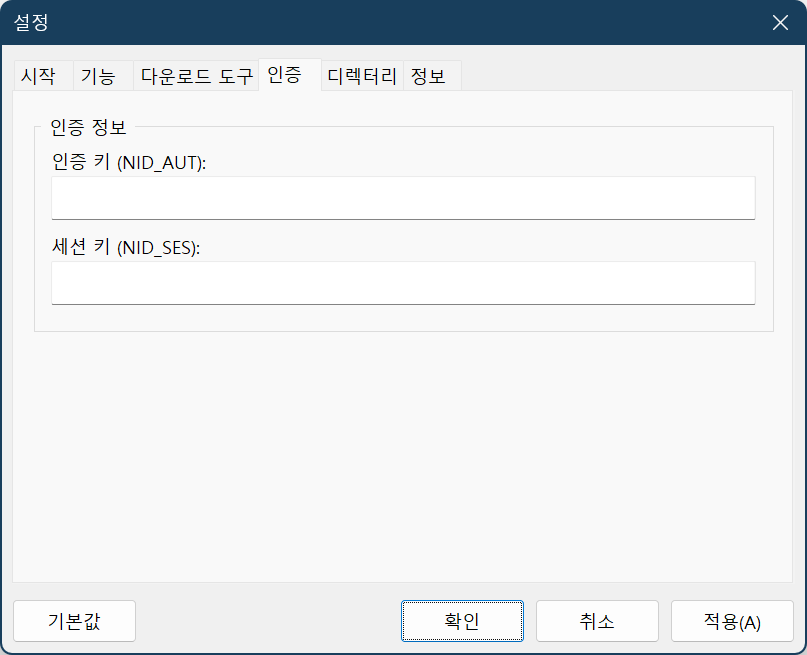 설정
시작 기능 다운로드 도구 인증 디렉터리 정보
인증 정보
인증 키 (NID_AUT):
세션 키 (NID_SES):
기본값 확인 취소 적용(A)